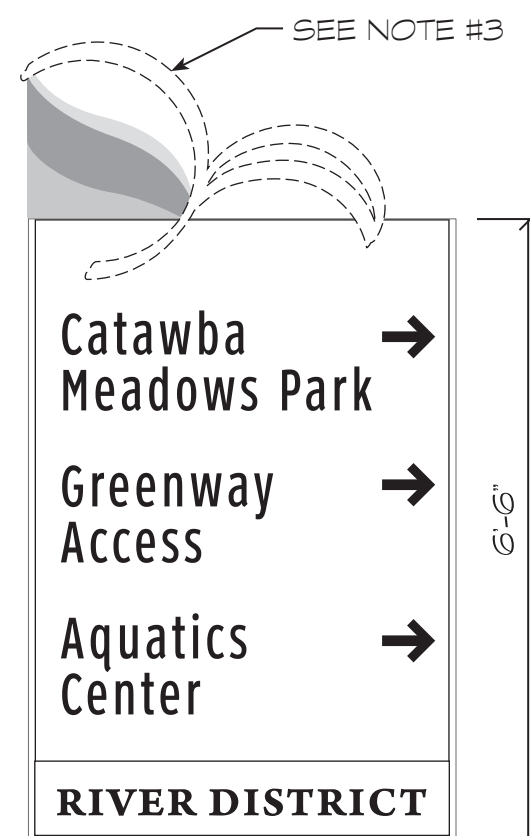 SEE NOTE #3
Catawba
Meadows Park
Greenway
Access
Aquatics
Center
6'-6"
RIVER DISTRICT